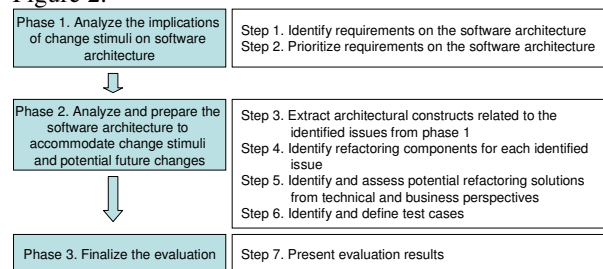 Figure 2.
Phase 1. Analyze the implications
of change stimuli on software
architecture
Step 1. Identify requirements on the software architecture
Step 2. Prioritize requirements on the software architecture
Phase 2. Analyze and prepare the
software architecture to
accommodate change stimuli
and potential future changes
Step 3. Extract architectural constructs related to the
identified issues from phase 1
Step 4. Identify refactoring components for each identified
issue
Step 5. Identify and assess potential refactoring solutions
from technical and business perspectives
Step 6. Identify and define test cases
Phase 3. Finalize the evaluation
Step 7. Present evaluation results